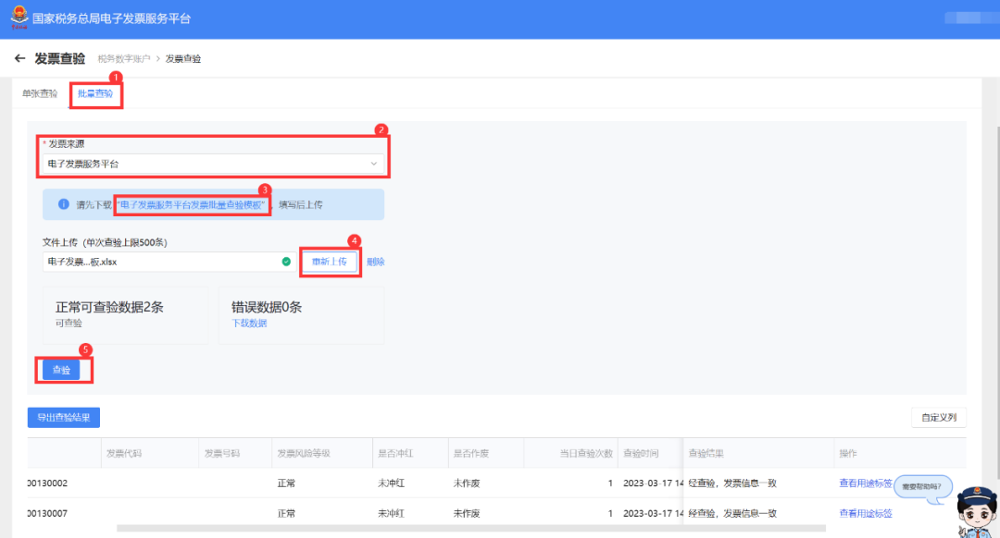 国家税务总局电子发票服务平台
← 发票查验 税务数字账户 > 发票查验
单张查验 批量查验 1
2
* 发票来源
电子发票服务平台
3
请先下载 "电子发票服务平台发票批量查验模板" ，填写后上传
文件上传（单次查验上限500条） 4
电子发票...板.xlsx 重新上传 删除
正常可查验数据2条 错误数据0条
可查验 下载数据
5
查验
导出查验结果 自定义列
发票代码 发票号码 发票风险等级 是否冲红 是否作废 当日查验次数 查验时间 查验结果 操作
00130002 正常 未冲红 未作废 1 2023-03-17 14 经查验，发票信息一致 查看用途标签
需要帮助吗?
00130007 正常 未冲红 未作废 1 2023-03-17 14 经查验，发票信息一致 查看用途标签